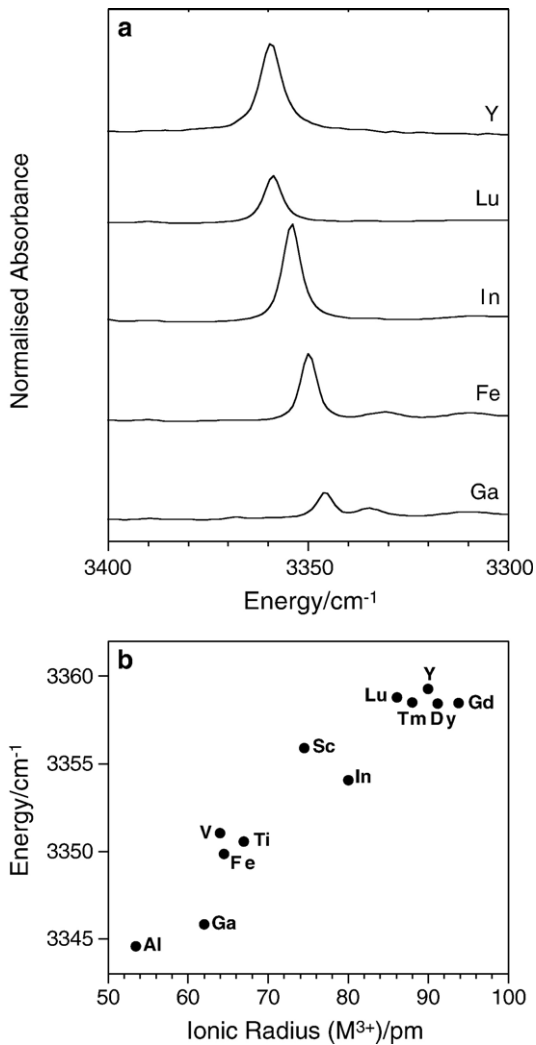 a
Y
Lu
In
Fe
Ga
Normalised Absorbance
3400 3350 3300
Energy/cm-1
b
3360
3355
3350
3345
Energy/cm-1
Y
Lu
Tm Dy Gd
Sc
In
V
Ti
Fe
Ga
Al
50 60 70 80 90 100
Ionic Radius (M3+)/pm